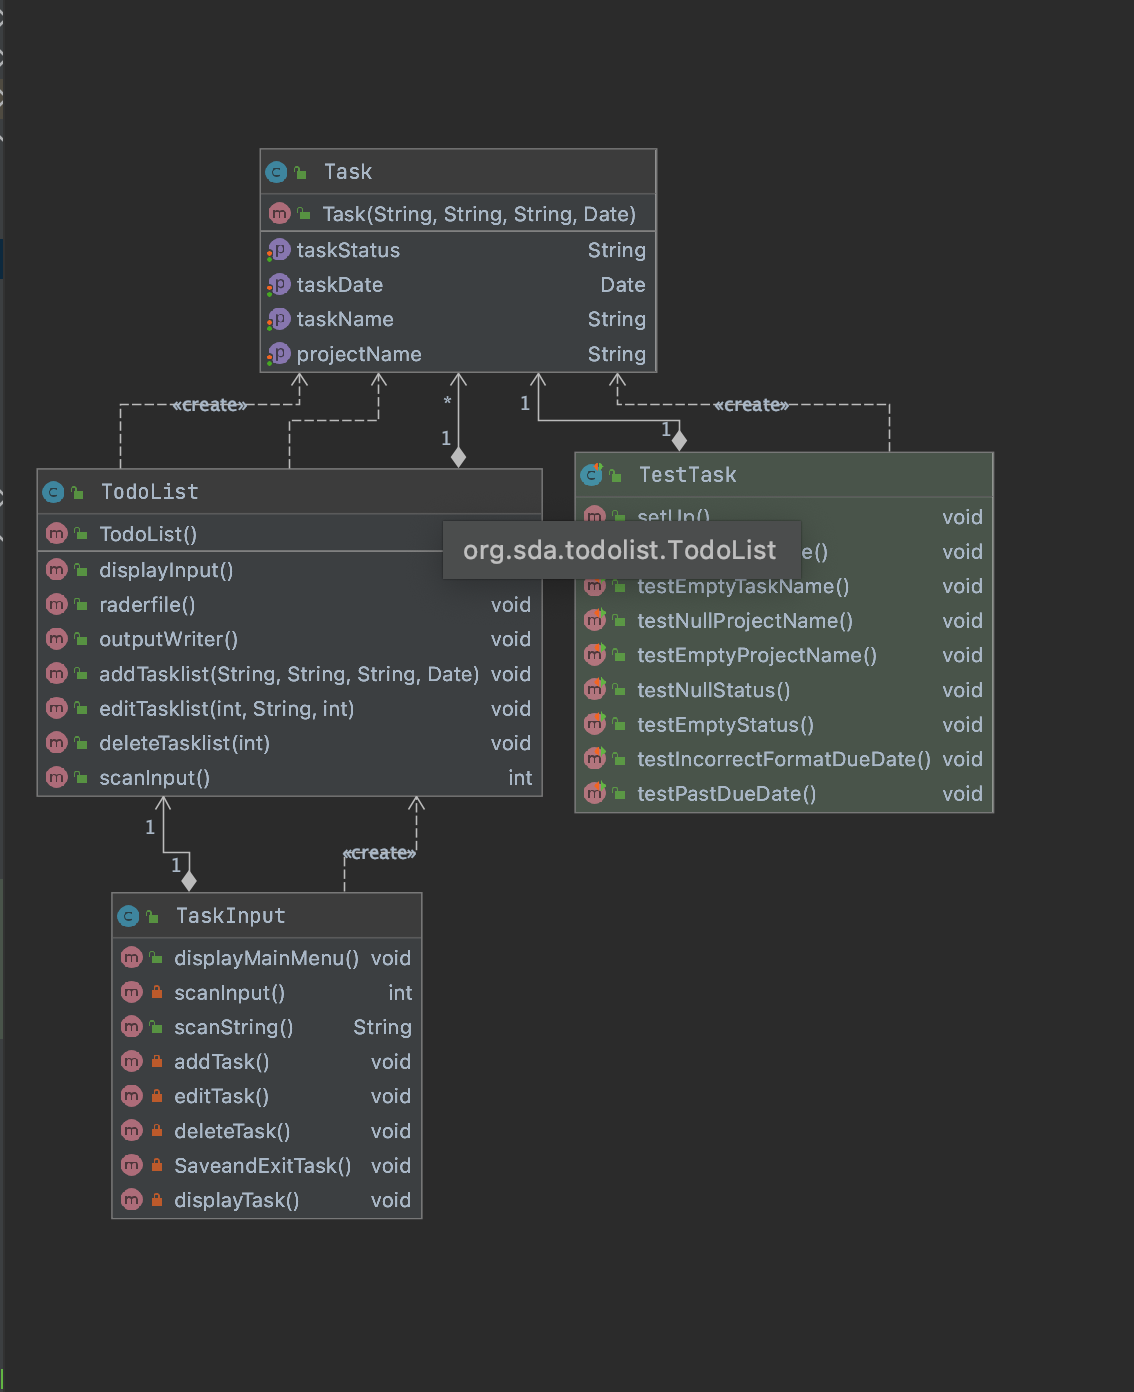 Task
Task(String, String, String, Date)
taskStatus String
taskDate Date
taskName String
projectName String
«create»
*
1
1
1
«create»
TodoList
TodoList()
displayInput()
raderfile() void
outputWriter() void
addTasklist(String, String, String, Date) void
editTasklist(int, String, int) void
deleteTasklist(int) void
scanInput() int
org.sda.todolist.TodoList
TestTask
setUp() void
e() void
testEmptyTaskName() void
testNullProjectName() void
testEmptyProjectName() void
testNullStatus() void
testEmptyStatus() void
testIncorrectFormatDueDate() void
testPastDueDate() void
1
1
«create»
TaskInput
displayMainMenu() void
scanInput() int
scanString() String
addTask() void
editTask() void
deleteTask() void
SaveandExitTask() void
displayTask() void